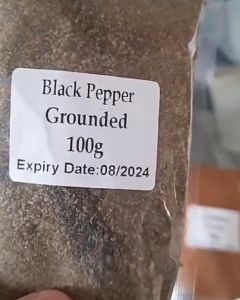 Black Pepper
Grounded
100g
Expiry Date:08/2024